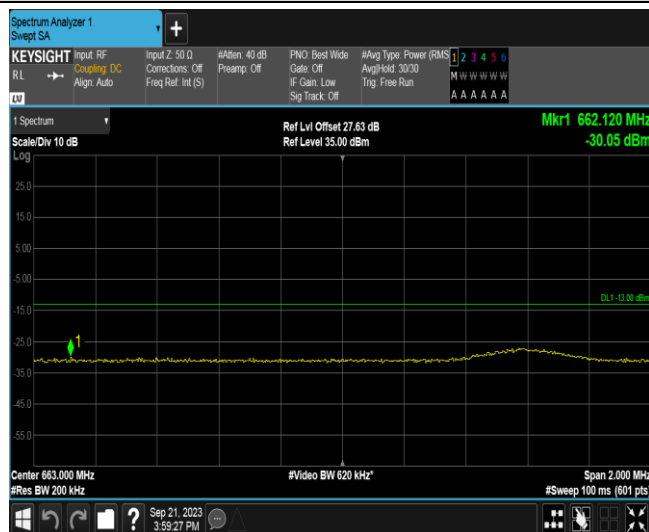 Spectrum Analyzer 1
Swept SA
+
KEYSIGHT
RL
Input: RF
Coupling: DC
Align: Auto
Input Z: 50 Ω
Corrections: Off
Freq Ref: Int (S)
#Atten: 40 dB
Preamp: Off
PNO: Best Wide
Gate: Off
IF Gain: Low
Sig Track: Off
#Avg Type: Power (RMS
Avg|Hold: 30/30
Trig: Free Run
1 2 3 4 5 6
M W W W W W
A A A A A A
LXI
1 Spectrum
Scale/Div 10 dB
Log
Ref Lvl Offset 27.63 dB
Ref Level 35.00 dBm
Mkr1 662.120 MHz
-30.05 dBm
25.0
15.0
5.00
-5.00
DL1 -13.00 dBm
-15.0
-25.0
1
-35.0
-45.0
-55.0
Center 663.000 MHz
#Res BW 200 kHz
#Video BW 620 kHz*
Span 2.000 MHz
#Sweep 100 ms (601 pts)
?
Sep 21, 2023
3:59:27 PM